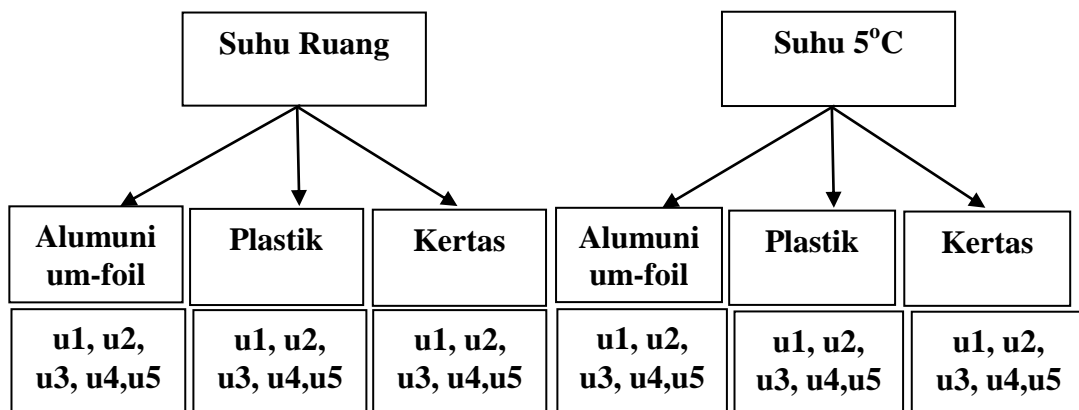 Suhu Ruang
Suhu 5°C
Alumuni
um-foil
Plastik
Kertas
Alumuni
um-foil
Plastik
Kertas
u1, u2,
u3, u4,u5
u1, u2,
u3, u4,u5
u1, u2,
u3, u4,u5
u1, u2,
u3, u4,u5
u1, u2,
u3, u4,u5
u1, u2,
u3, u4,u5